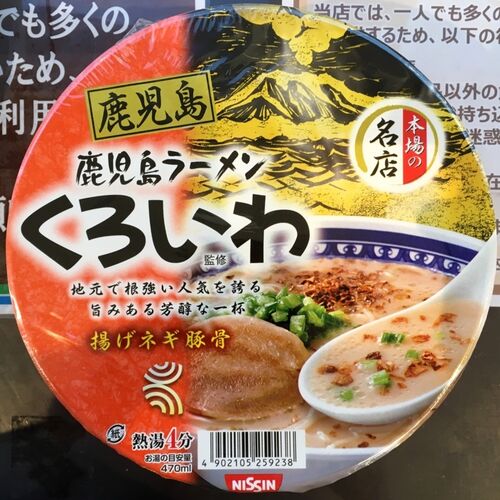 も多くの
いため、
利用
当店では、一人でも多くの
するため、以下の
品以外の
持ち込
迷惑
鹿児島
本場の
名店
鹿児島ラーメン
くろいわ
監修
地元で根強い人気を誇る
旨みある芳醇な一杯
揚げネギ豚骨
紙
熱湯4分
お湯の目安量
470ml
4 902105 259238
NISSIN